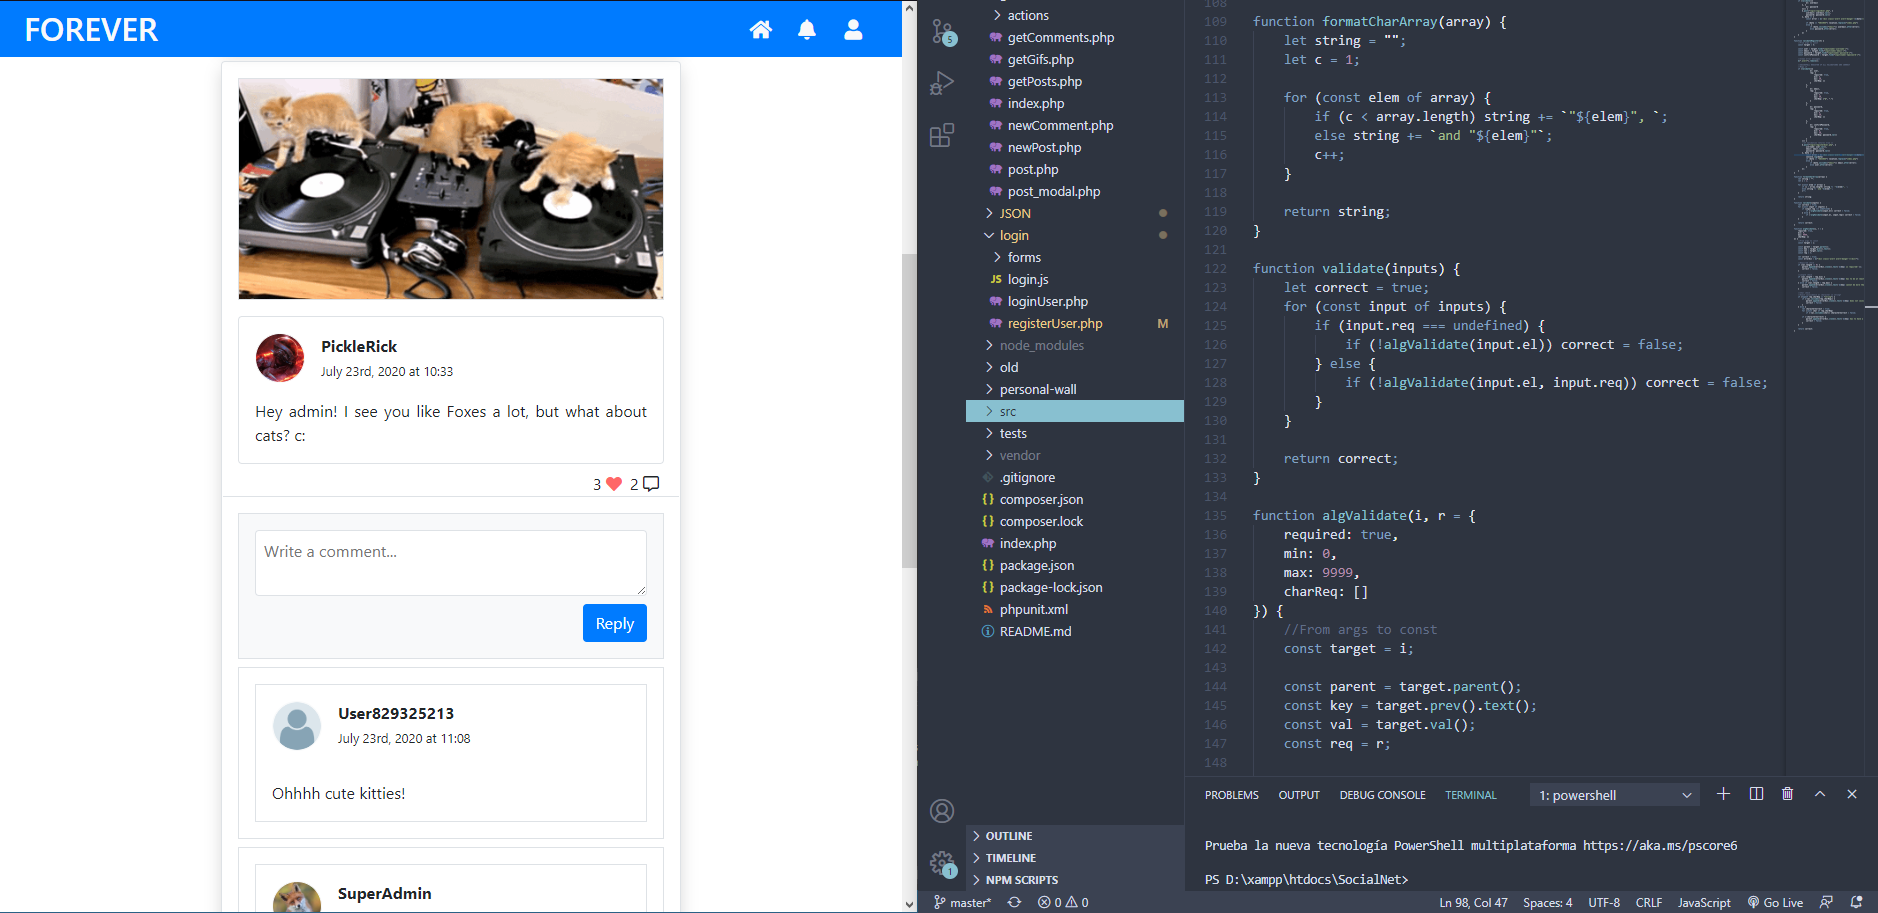 FOREVER
PickleRick
July 23rd, 2020 at 10:33
Hey admin! I see you like Foxes a lot, but what about
cats? c:
3 2
Write a comment...
Reply
User829325213
July 23rd, 2020 at 11:08
Ohhhh cute kitties!
SuperAdmin
5
1
actions
getComments.php
getGifs.php
getPosts.php
index.php
newComment.php
newPost.php
post.php
post_modal.php
JSON
login
forms
JS login.js
loginUser.php
registerUser.php M
node_modules
old
personal-wall
src
tests
vendor
.gitignore
{} composer.json
{} composer.lock
index.php
{} package.json
{} package-lock.json
phpunit.xml
README.md
OUTLINE
TIMELINE
NPM SCRIPTS
108
109 function formatCharArray(array) {
110 let string = "";
111 let c = 1;
112
113 for (const elem of array) {
114 if (c < array.length) string += `"${elem}", `;
115 else string += `and "${elem}"`;
116 c++;
117 }
118
119 return string;
120 }
121
122 function validate(inputs) {
123 let correct = true;
124 for (const input of inputs) {
125 if (input.req === undefined) {
126 if (!algValidate(input.el)) correct = false;
127 } else {
128 if (!algValidate(input.el, input.req)) correct = false;
129 }
130 }
131
132 return correct;
133 }
134
135 function algValidate(i, r = {
136 required: true,
137 min: 0,
138 max: 9999,
139 charReq: []
140 }) {
141 //From args to const
142 const target = i;
143
144 const parent = target.parent();
145 const key = target.prev().text();
146 const val = target.val();
147 const req = r;
148
PROBLEMS OUTPUT DEBUG CONSOLE TERMINAL 1: powershell
Prueba la nueva tecnología PowerShell multiplataforma https://aka.ms/pscore6
PS D:\xampp\htdocs\SocialNet>
master* 0 0 Ln 98, Col 47 Spaces: 4 UTF-8 CRLF JavaScript Go Live